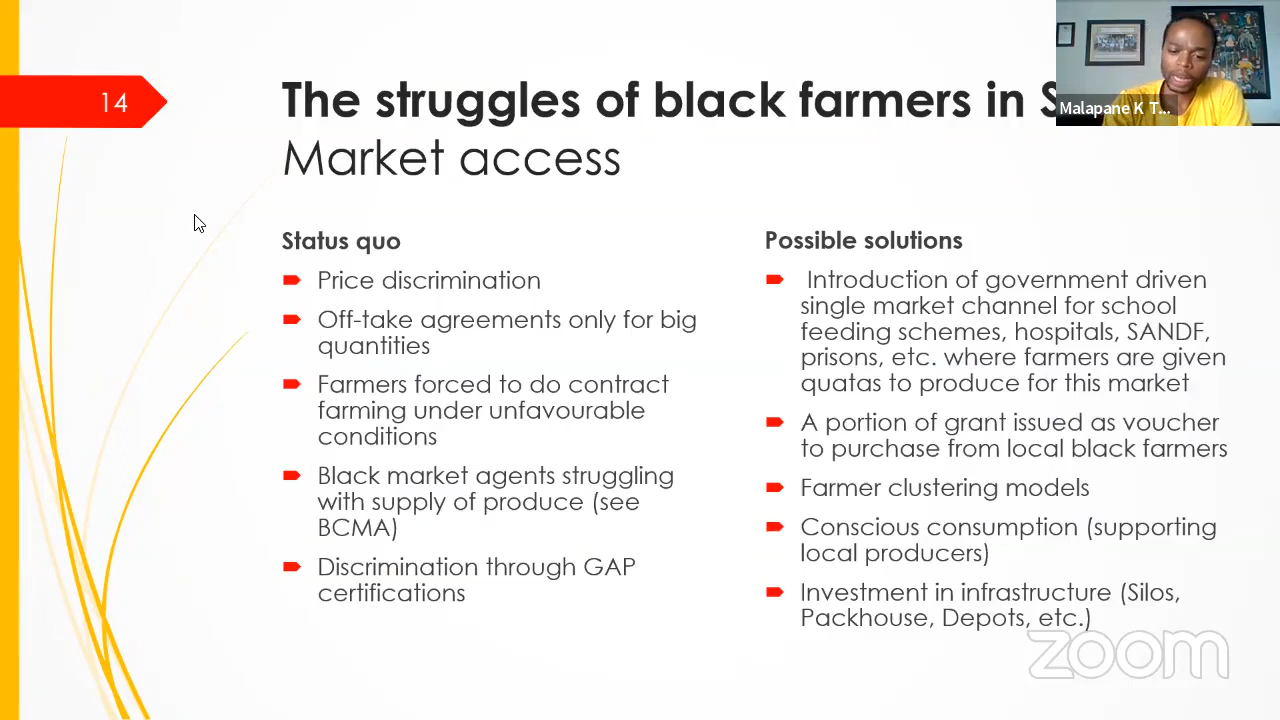 14
The struggles of black farmers in S
Market access
Malapane K T...
Status quo
Price discrimination
Off-take agreements only for big
quantities
Farmers forced to do contract
farming under unfavourable
conditions
Black market agents struggling
with supply of produce (see
BCMA)
Discrimination through GAP
certifications
Possible solutions
Introduction of government driven
single market channel for school
feeding schemes, hospitals, SANDF,
prisons, etc. where farmers are given
quatas to produce for this market
A portion of grant issued as voucher
to purchase from local black farmers
Farmer clustering models
Conscious consumption (supporting
local producers)
Investment in infrastructure (Silos,
Packhouse, Depots, etc.)
zoom